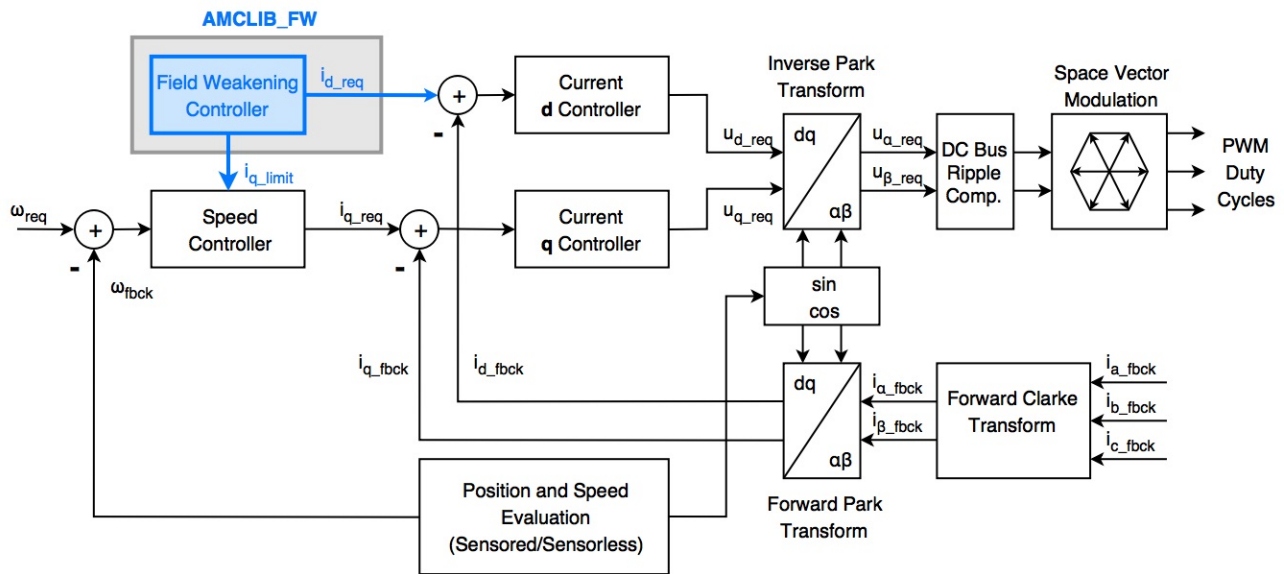 AMCLIB_FW
Field Weakening
Controller
i_d_req
i_q_limit
+
-
Current
d Controller
u_d_req
Inverse Park
Transform
dq
αβ
u_α_req
u_β_req
DC Bus
Ripple
Comp.
Space Vector
Modulation
PWM
Duty
Cycles
ω_req
+
-
ω_fbck
Speed
Controller
i_q_req
+
-
Current
q Controller
u_q_req
sin
cos
i_q_fbck
i_d_fbck
dq
αβ
Forward Park
Transform
i_α_fbck
i_β_fbck
Forward Clarke
Transform
i_a_fbck
i_b_fbck
i_c_fbck
Position and Speed
Evaluation
(Sensored/Sensorless)